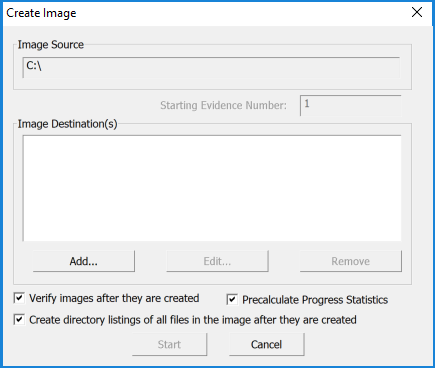 Create Image
Image Source
C:\
Starting Evidence Number: 1
Image Destination(s)
Add... Edit... Remove
Verify images after they are created Precalculate Progress Statistics
Create directory listings of all files in the image after they are created
Start Cancel